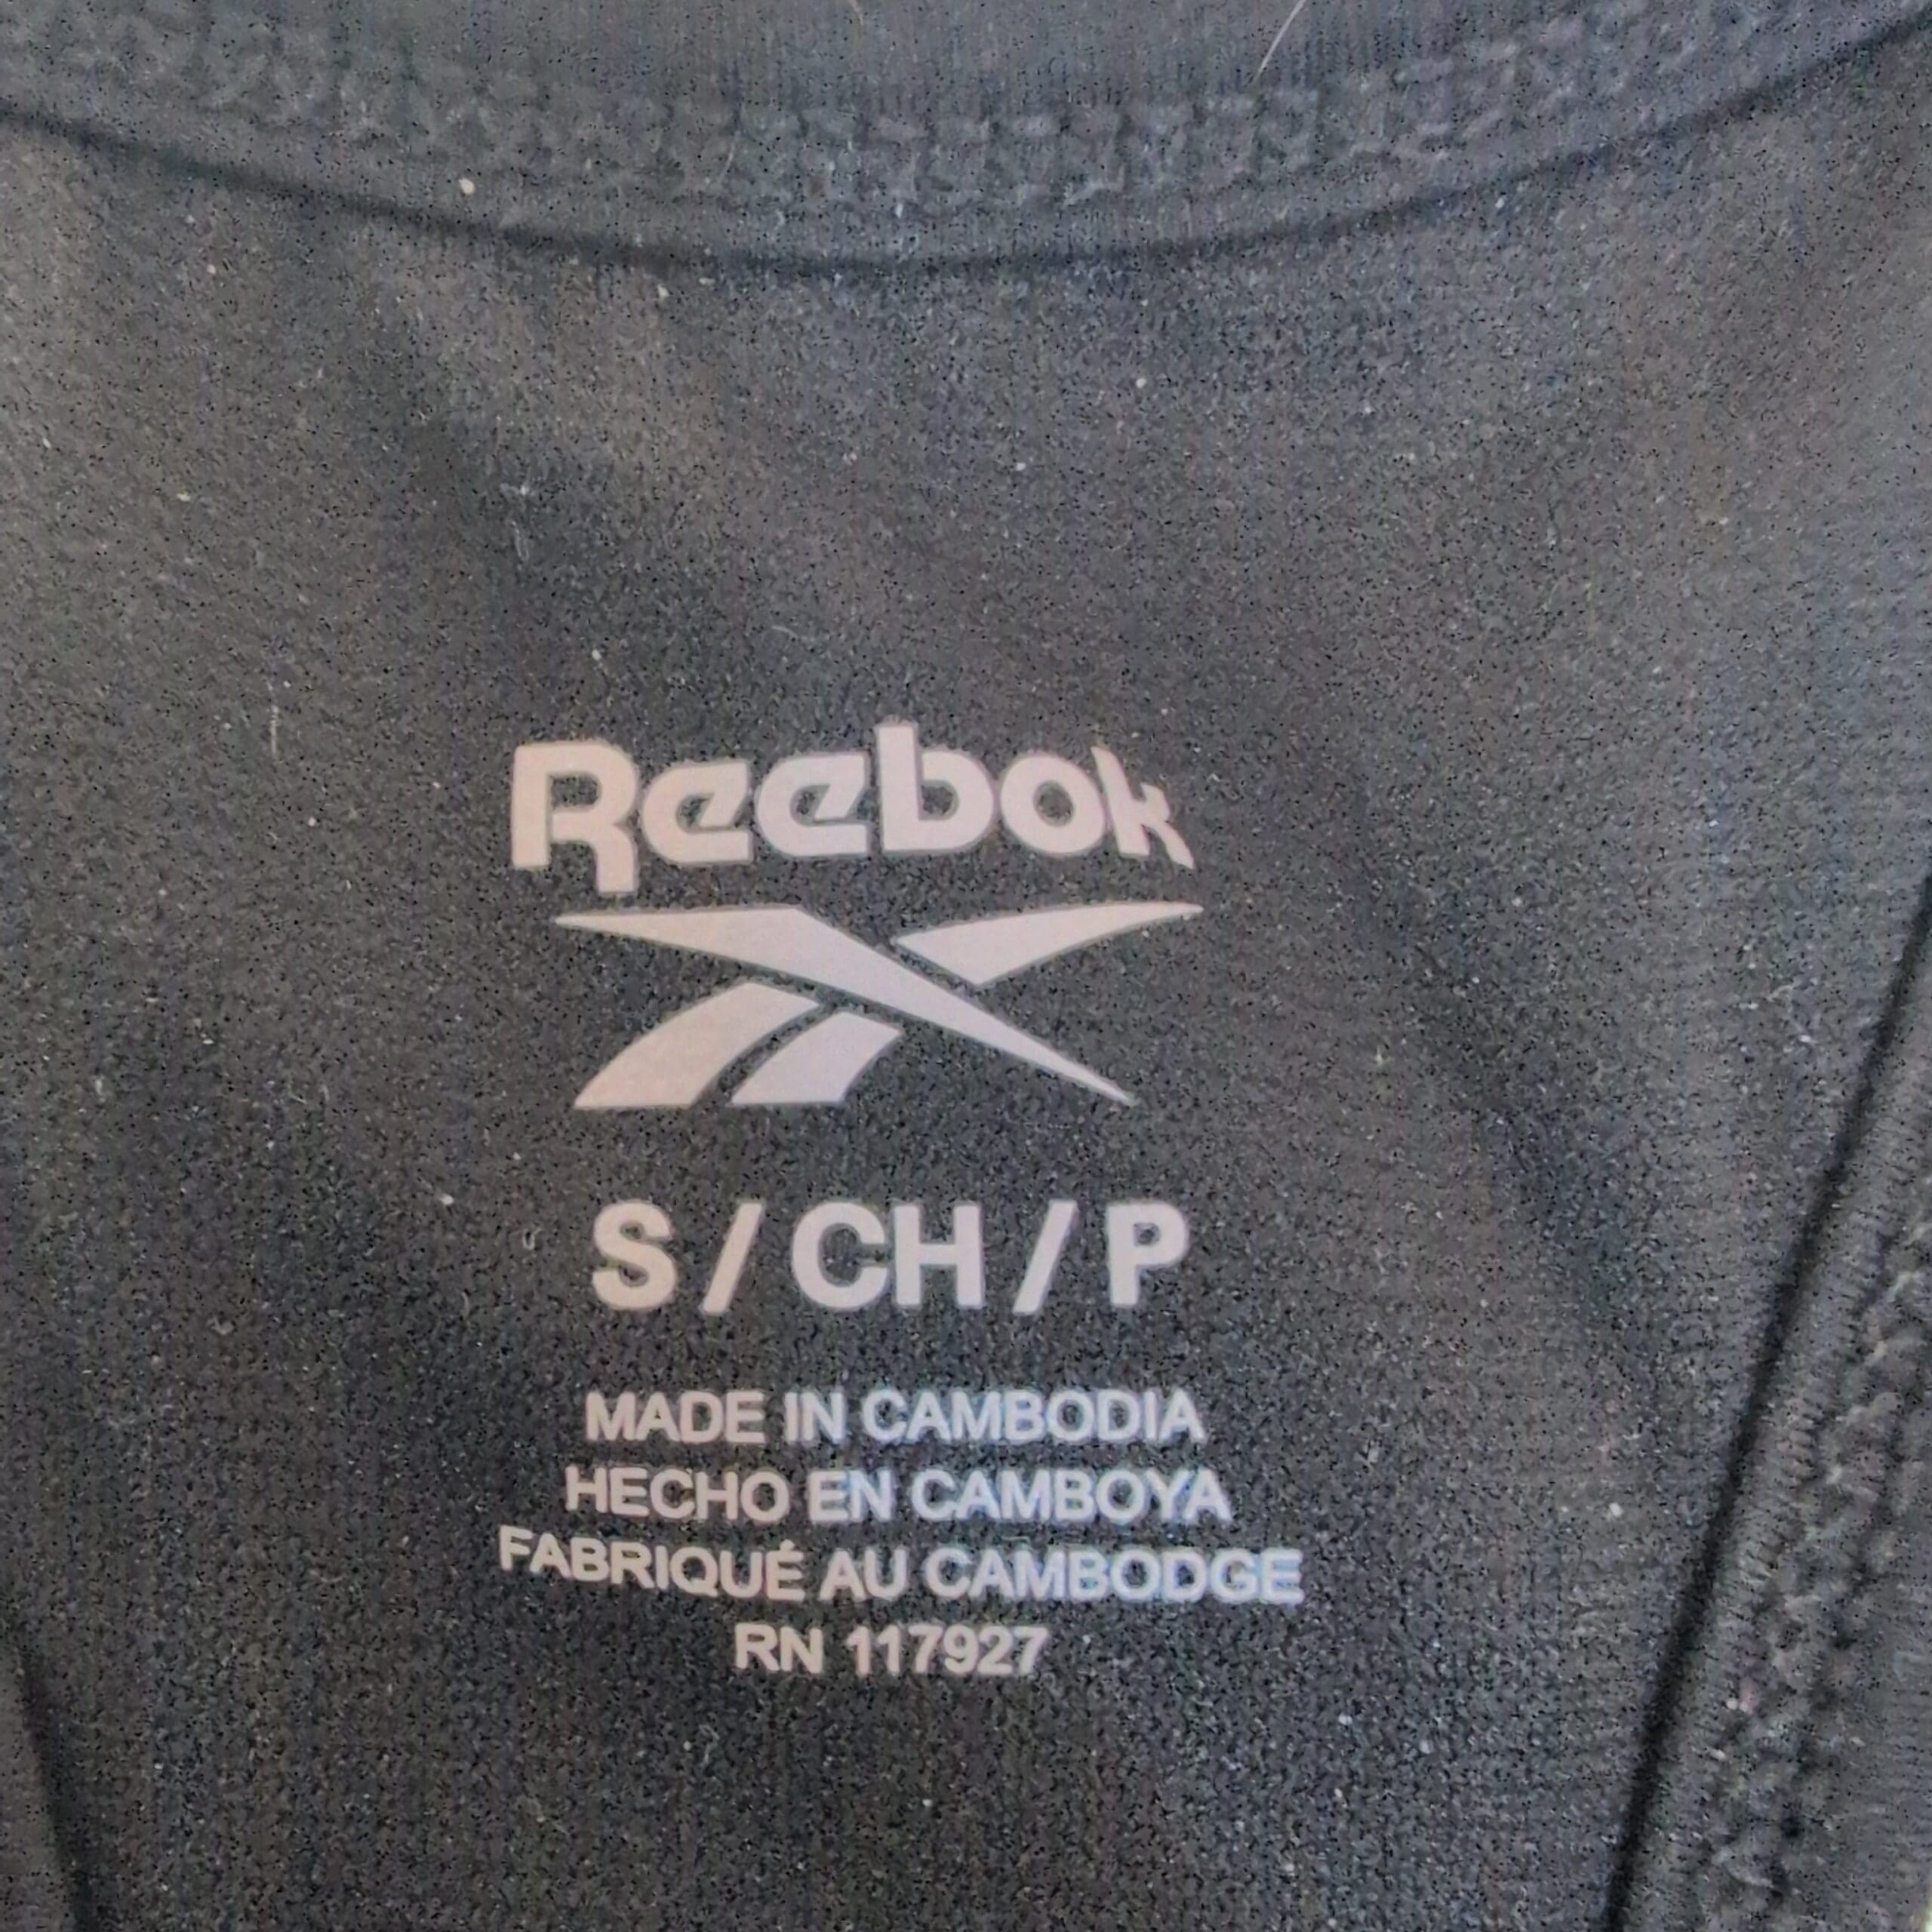 Reebok
S / CH / P
MADE IN CAMBODIA
HECHO EN CAMBOYA
FABRIQUÉ AU CAMBODGE
RN 117927